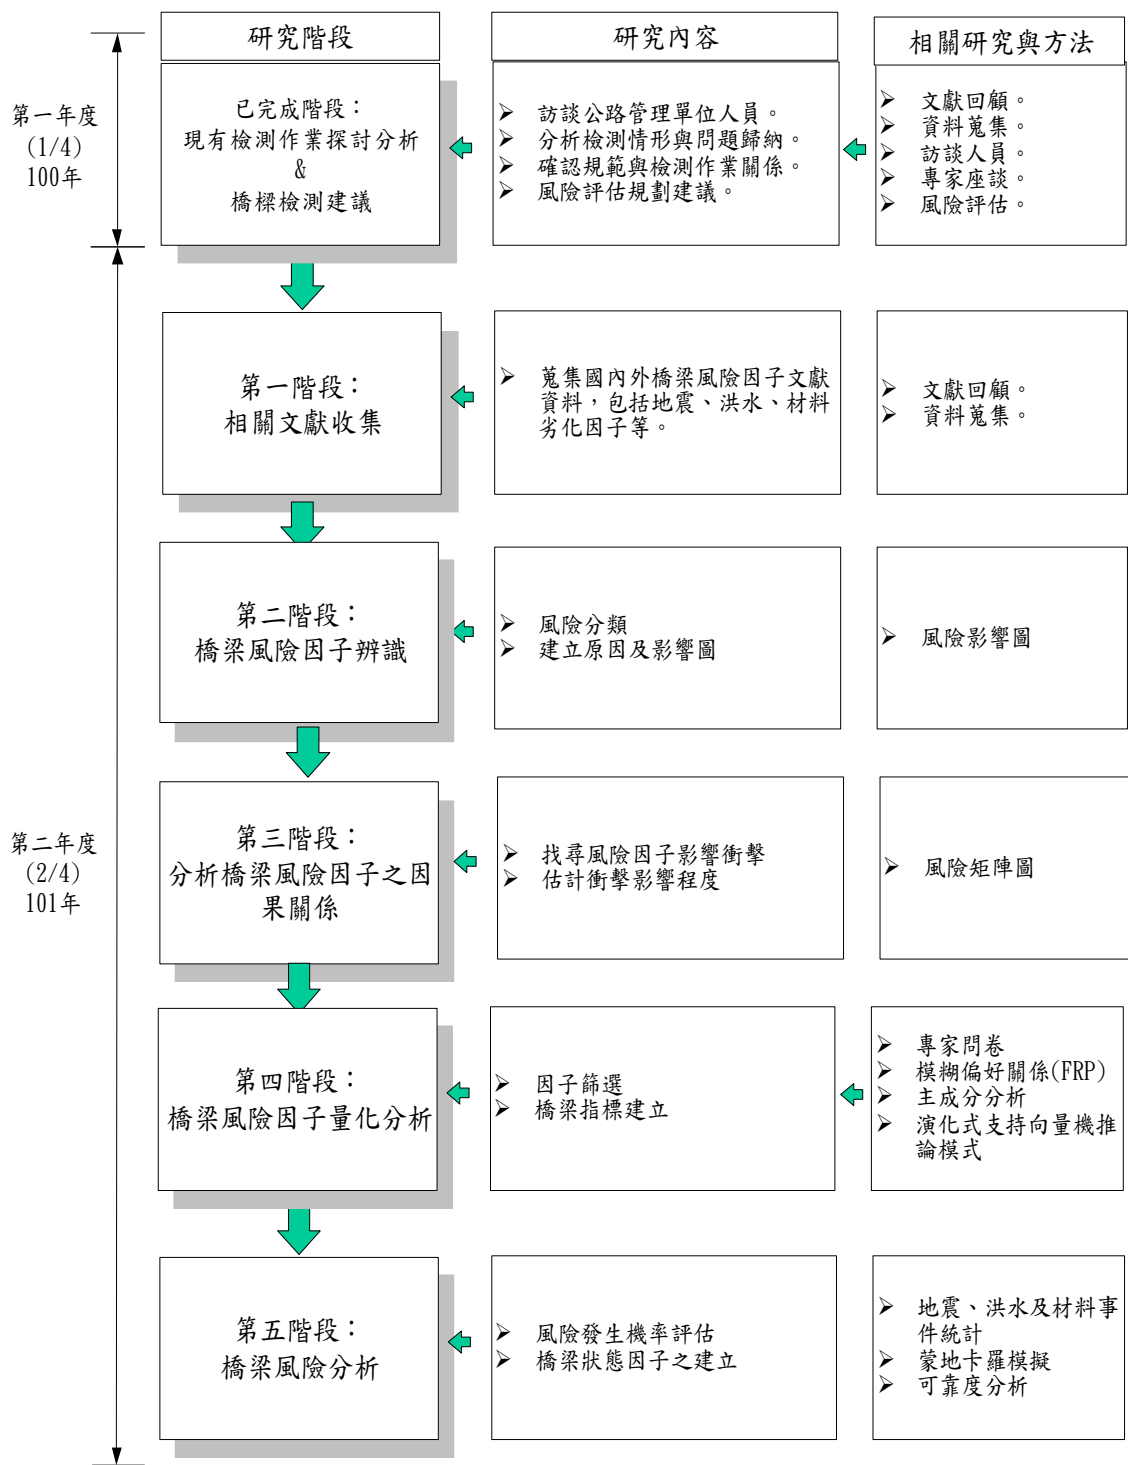 研究階段
研究內容
相關研究與方法
第一年度
(1/4)
100年
已完成階段：
現有檢測作業探討分析
&
橋樑檢測建議
➢ 訪談公路管理單位人員。
➢ 分析檢測情形與問題歸納。
➢ 確認規範與檢測作業關係。
➢ 風險評估規劃建議。
➢ 文獻回顧。
➢ 資料蒐集。
➢ 訪談人員。
➢ 專家座談。
➢ 風險評估。
第二年度
(2/4)
101年
第一階段：
相關文獻收集
➢ 蒐集國內外橋梁風險因子文獻
資料，包括地震、洪水、材料
劣化因子等。
➢ 文獻回顧。
➢ 資料蒐集。
第二階段：
橋梁風險因子辨識
➢ 風險分類
➢ 建立原因及影響圖
➢ 風險影響圖
第三階段：
分析橋梁風險因子之因
果關係
➢ 找尋風險因子影響衝擊
➢ 估計衝擊影響程度
➢ 風險矩陣圖
第四階段：
橋梁風險因子量化分析
➢ 因子篩選
➢ 橋梁指標建立
➢ 專家問卷
➢ 模糊偏好關係(FRP)
➢ 主成分分析
➢ 演化式支持向量機推
論模式
第五階段：
橋梁風險分析
➢ 風險發生機率評估
➢ 橋梁狀態因子之建立
➢ 地震、洪水及材料事
件統計
➢ 蒙地卡羅模擬
➢ 可靠度分析